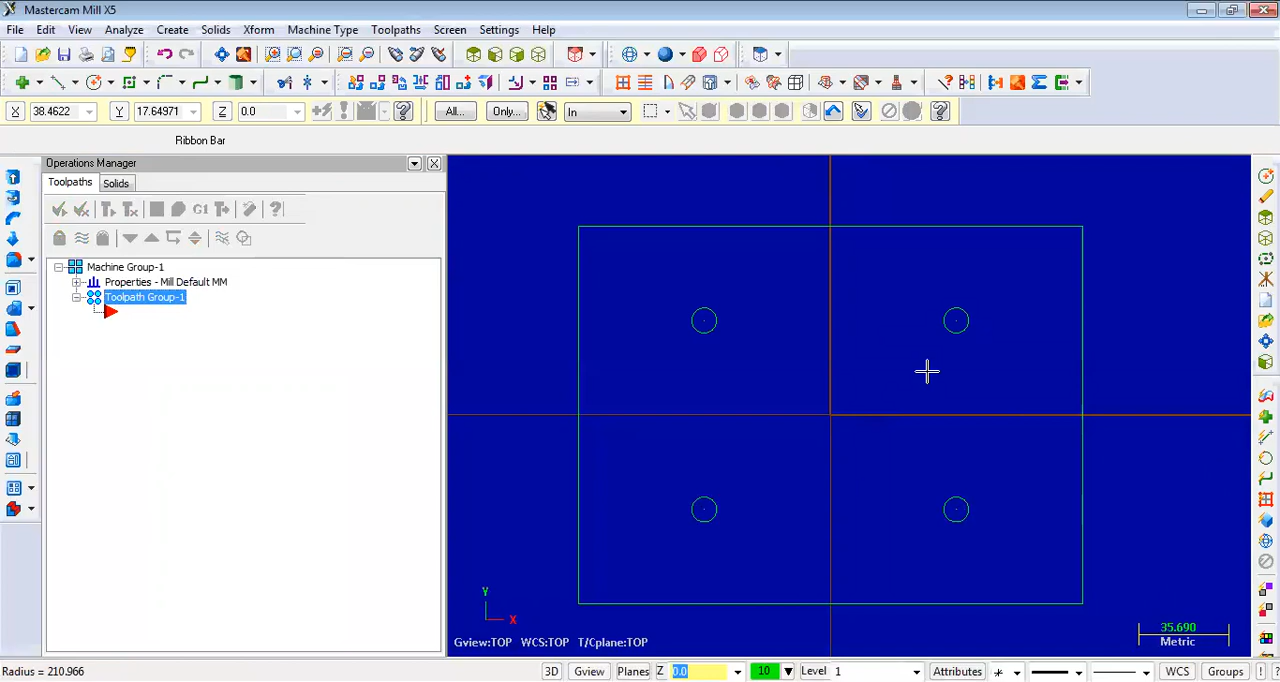 Mastercam Mill X5
File Edit View Analyze Create Solids Xform Machine Type Toolpaths Screen Settings Help
X 38.4622 Y 17.64971 Z 0.0 All... Only... In
Ribbon Bar
Operations Manager
Toolpaths Solids
G1
Machine Group-1
Properties - Mill Default MM
Toolpath Group-1
Y
X
Gview:TOP WCS:TOP T/Cplane:TOP
35.690
Metric
Radius = 210.966 3D Gview Planes Z 0.0 10 Level 1 Attributes WCS Groups ! ?